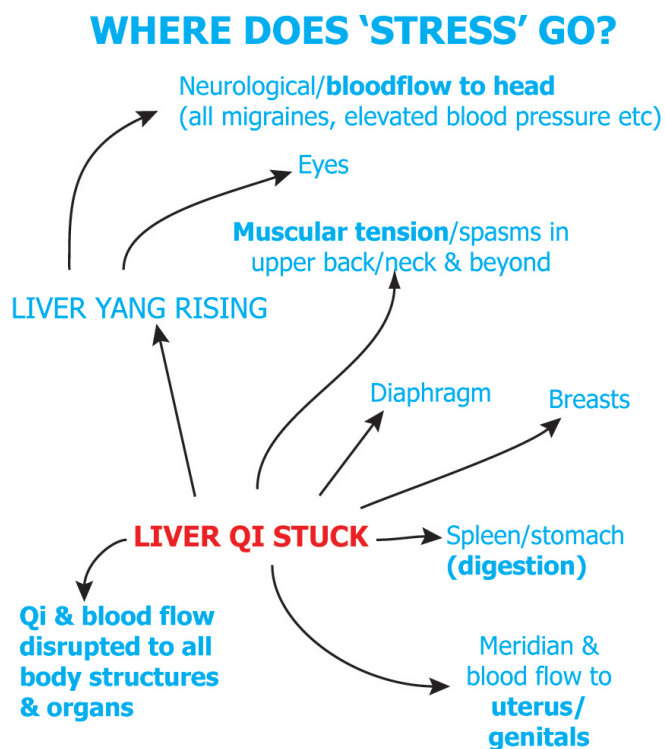 WHERE DOES ‘STRESS’ GO?
Neurological/bloodflow to head
(all migraines, elevated blood pressure etc)
Eyes
Muscular tension/spasms in
upper back/neck & beyond
LIVER YANG RISING
Diaphragm
Breasts
LIVER QI STUCK
Spleen/stomach
(digestion)
Qi & blood flow
disrupted to all
body structures
& organs
Meridian &
blood flow to
uterus/
genitals